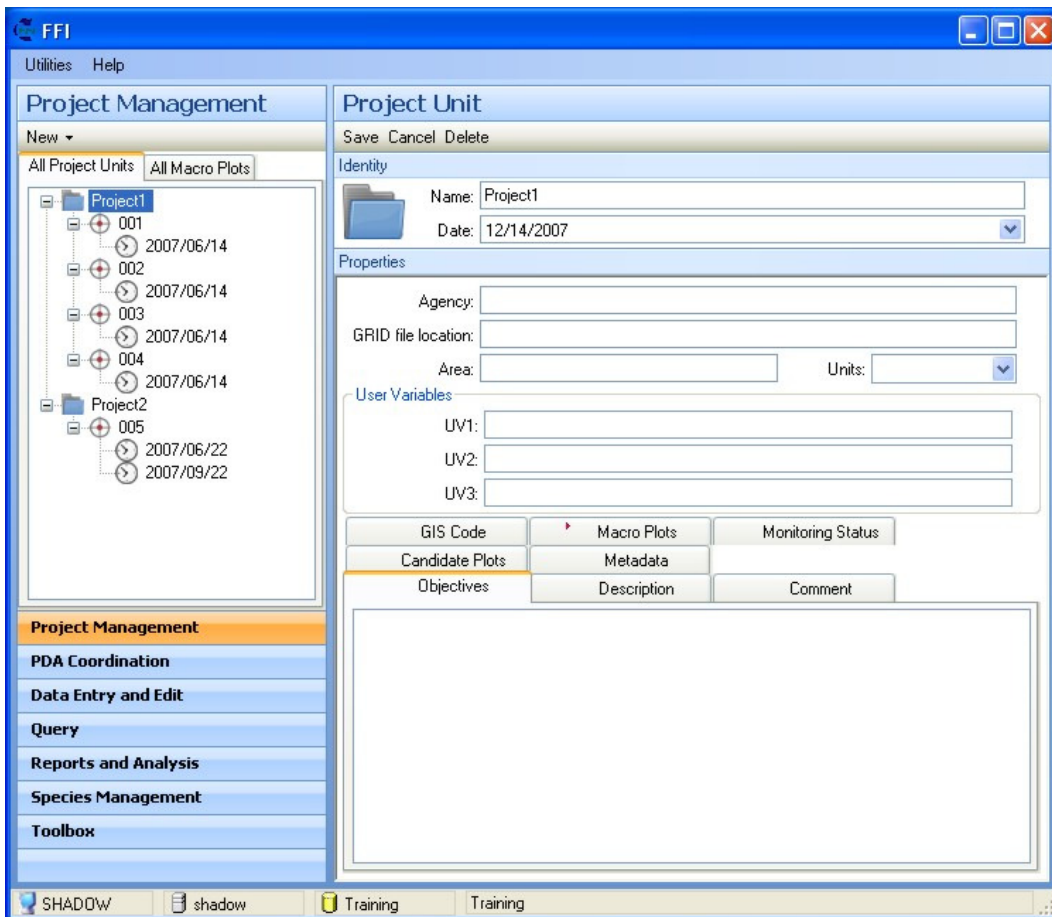 FFI
Utilities Help
Project Management
New
All Project Units All Macro Plots
Project1
001
2007/06/14
002
2007/06/14
003
2007/06/14
004
2007/06/14
Project2
005
2007/06/22
2007/09/22
Project Management
PDA Coordination
Data Entry and Edit
Query
Reports and Analysis
Species Management
Toolbox
Project Unit
Save Cancel Delete
Identity
Name: Project1
Date: 12/14/2007
Properties
Agency:
GRID file location:
Area: Units:
User Variables
UV1:
UV2:
UV3:
GIS Code Macro Plots Monitoring Status
Candidate Plots Metadata
Objectives Description Comment
SHADOW shadow Training Training